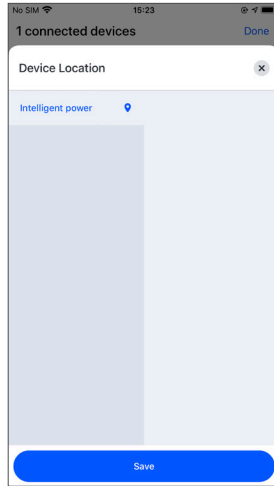 No SIM 15:23
1 connected devices Done
Device Location
Intelligent power
Save